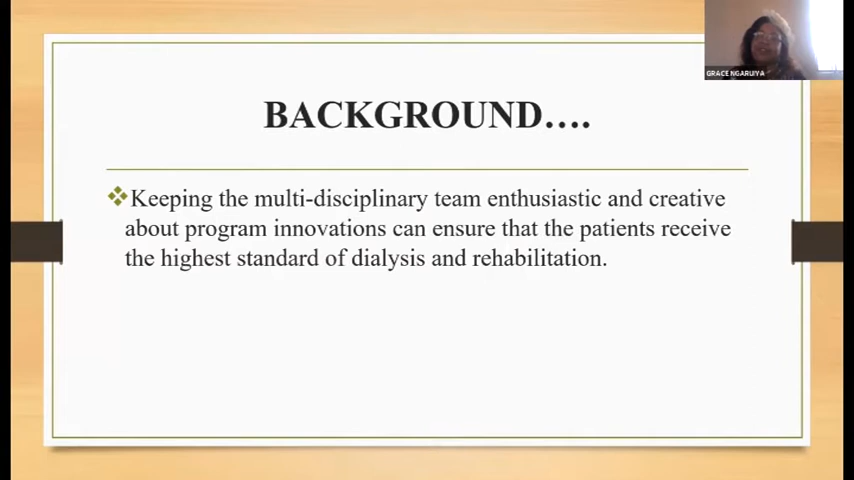 GRACE NGARUIYA
BACKGROUND….
Keeping the multi-disciplinary team enthusiastic and creative
about program innovations can ensure that the patients receive
the highest standard of dialysis and rehabilitation.